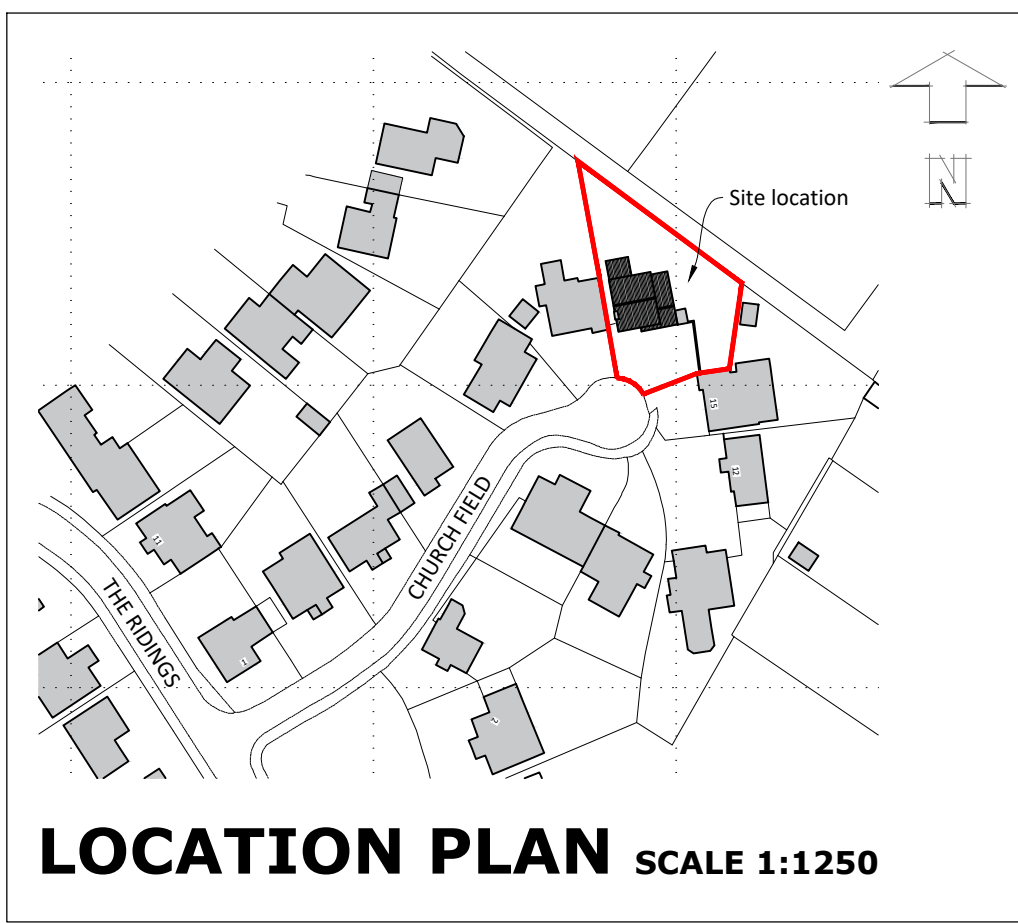 N
Site location
15
12
CHURCH FIELD
11
THE RIDINGS
1
2
LOCATION PLAN SCALE 1:1250